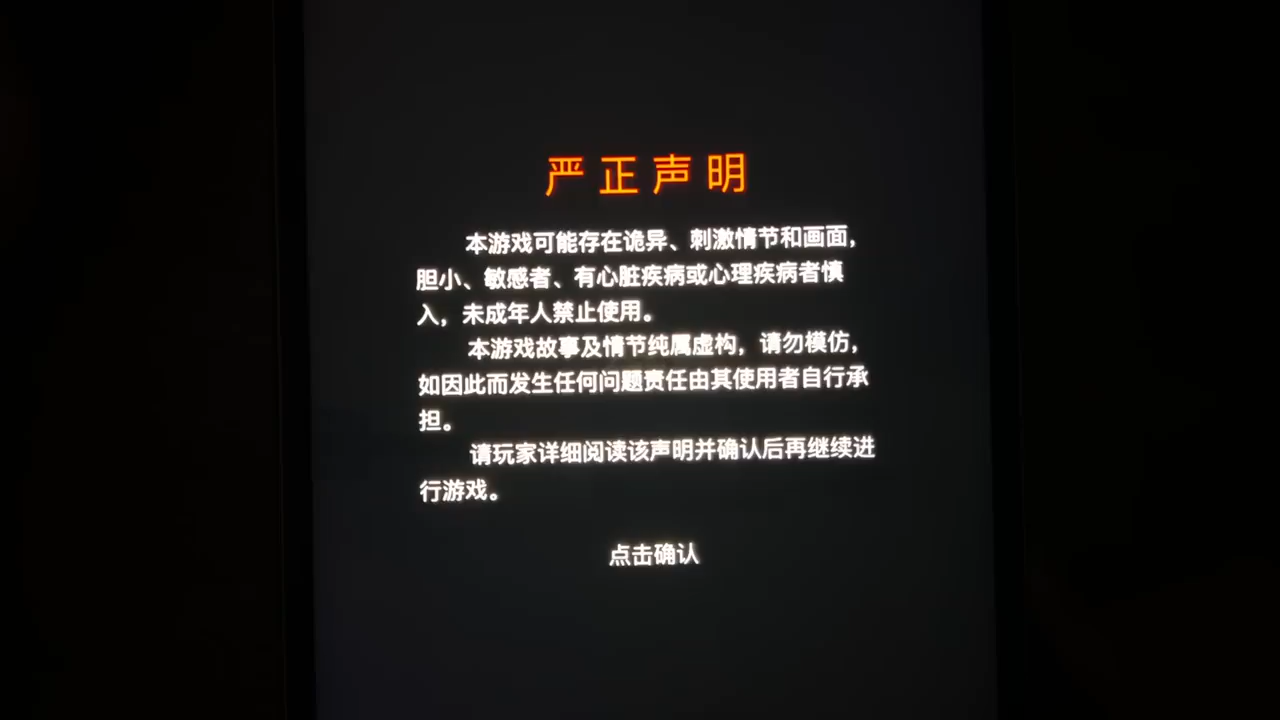 严正声明
本游戏可能存在诡异、刺激情节和画面，
胆小、敏感者、有心脏疾病或心理疾病者慎
入，未成年人禁止使用。
本游戏故事及情节纯属虚构，请勿模仿，
如因此而发生任何问题责任由其使用者自行承
担。
请玩家详细阅读该声明并确认后再继续进
行游戏。
点击确认